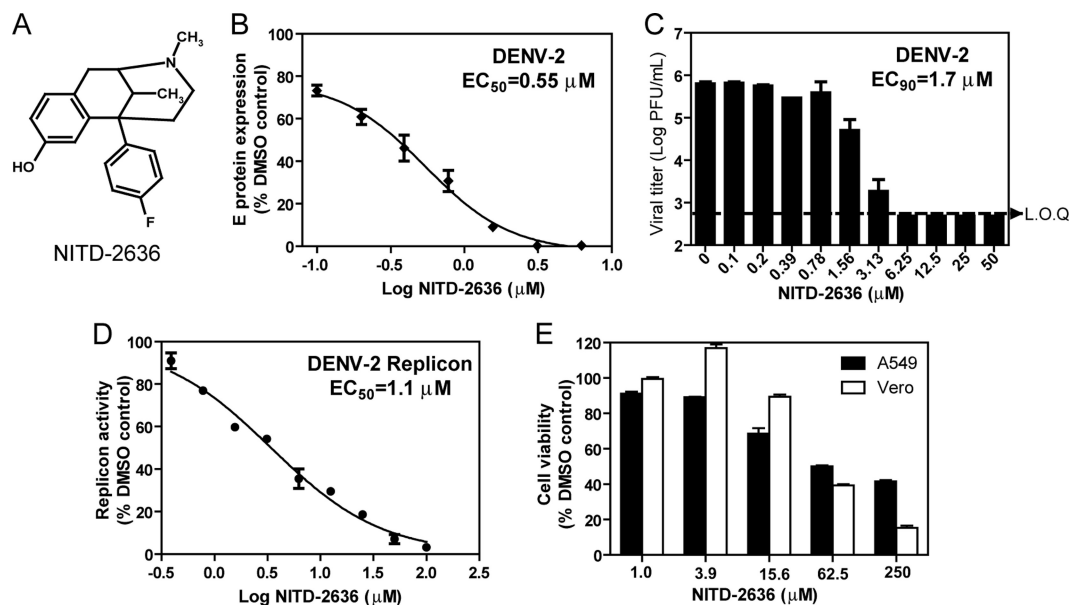 A
CH₃
N
CH₃
HO
F
NITD-2636
B
DENV-2
EC₅₀=0.55 µM
E protein expression
(% DMSO control)
100
80
60
40
20
0
-1.0
-0.5
0.0
0.5
1.0
Log NITD-2636 (µM)
C
DENV-2
EC₉₀=1.7 µM
Viral titer (Log PFU/mL)
7
6
5
4
3
2
L.O.Q
0
0.1
0.2
0.39
0.78
1.56
3.13
6.25
12.5
25
50
NITD-2636 (µM)
D
DENV-2 Replicon
EC₅₀=1.1 µM
Replicon activity
(% DMSO control)
100
80
60
40
20
0
-0.5
0.0
0.5
1.0
1.5
2.0
2.5
Log NITD-2636 (µM)
E
A549
Vero
Cell viability
(% DMSO control)
120
100
80
60
40
20
0
1.0
3.9
15.6
62.5
250
NITD-2636 (µM)